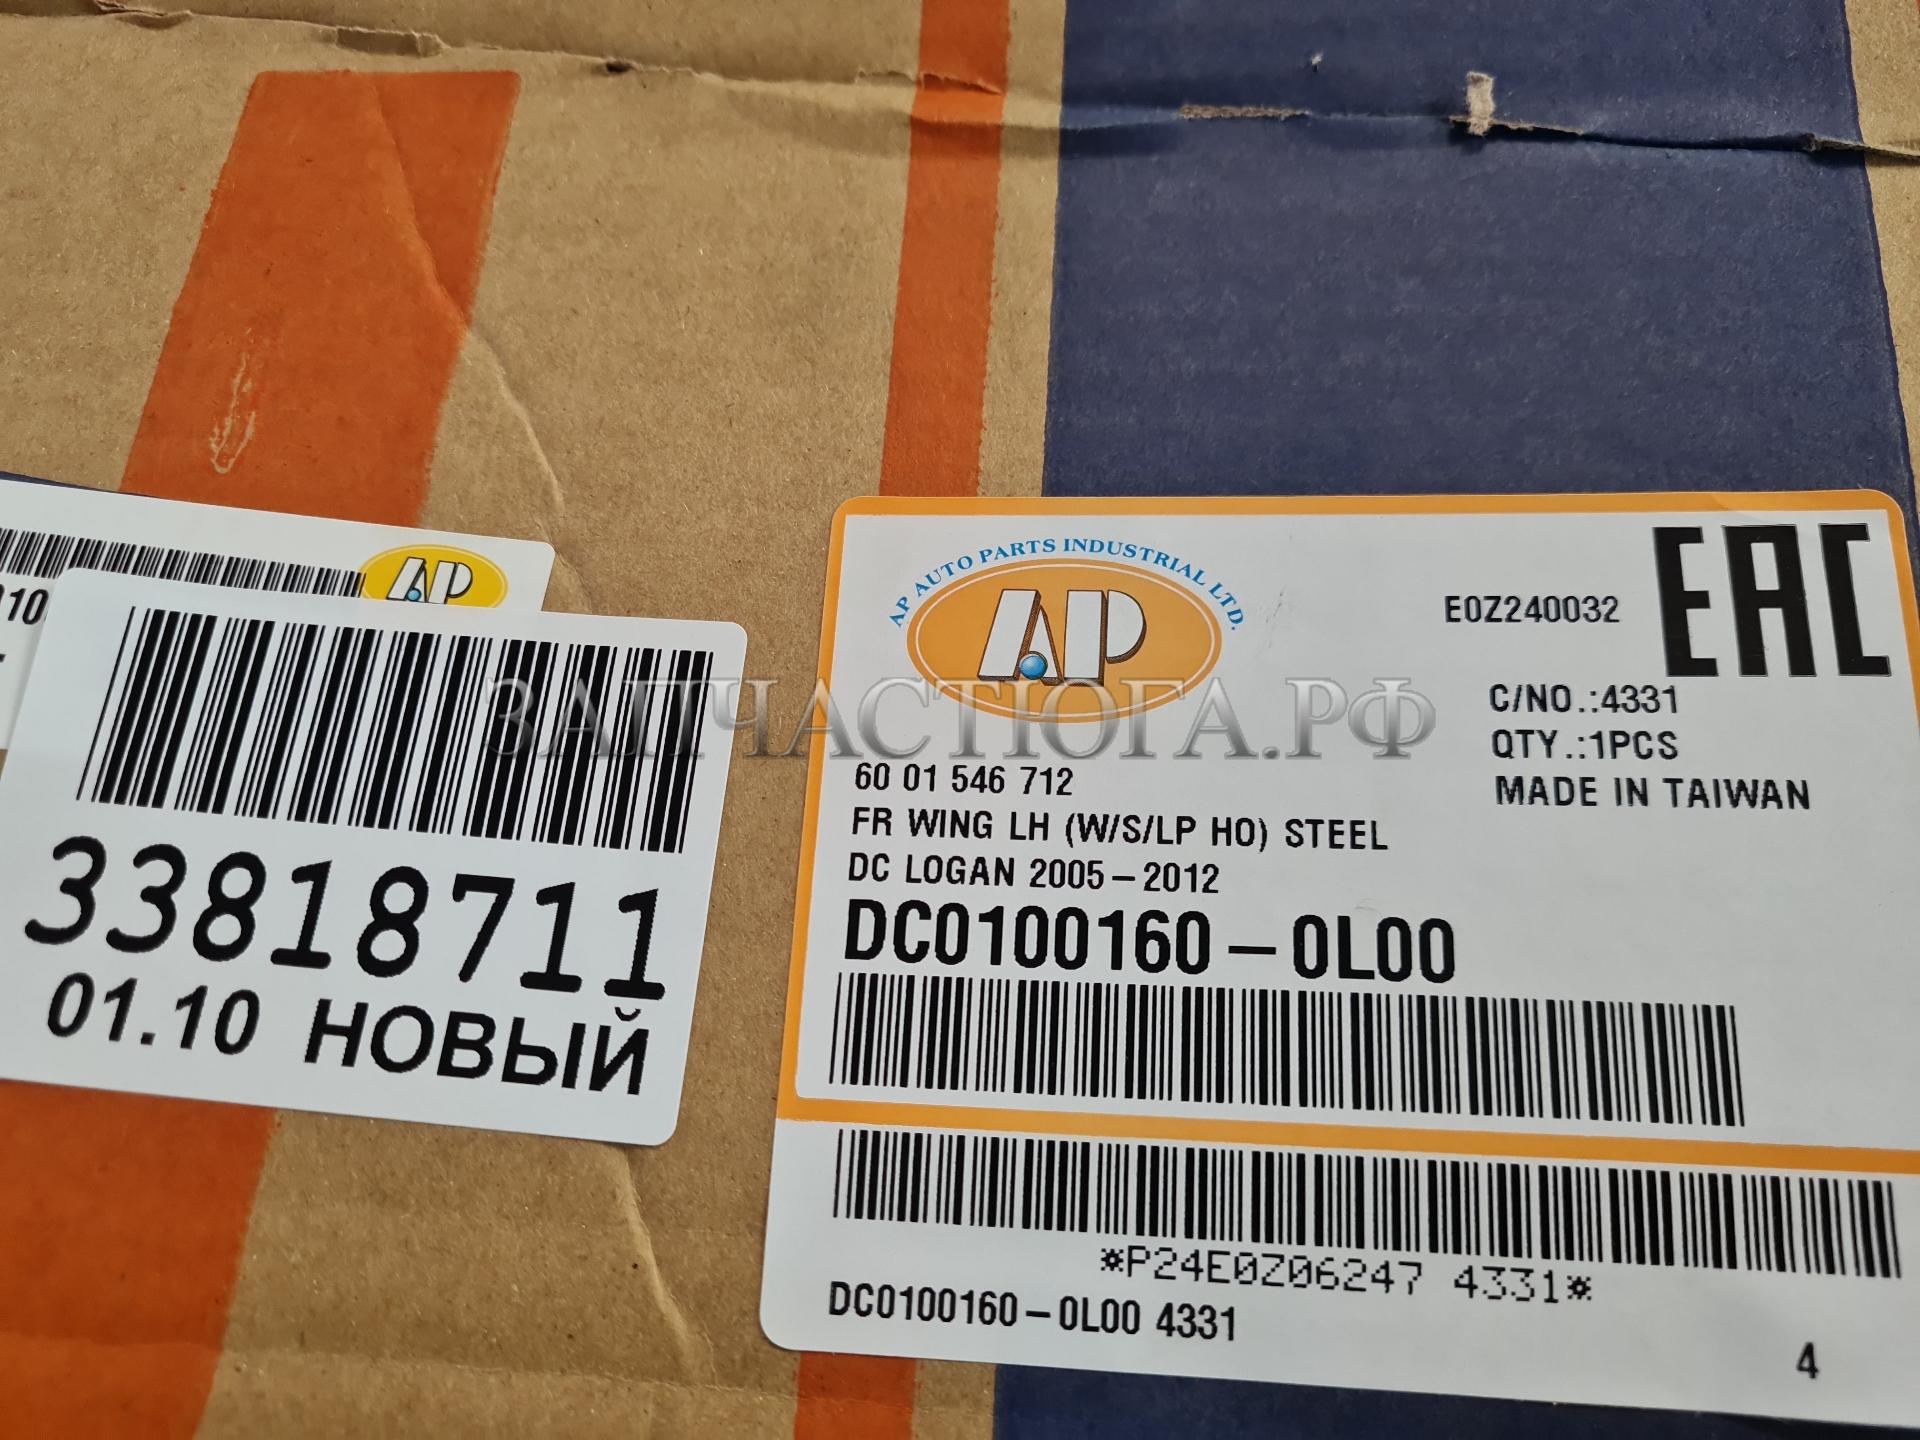 AP AUTO PARTS INDUSTRIAL LTD.
AP
EAC
E0Z240032
C/NO.:4331
QTY.:1PCS
MADE IN TAIWAN
60 01 546 712
FR WING LH (W/S/LP HO) STEEL
DC LOGAN 2005-2012
DC0100160-0L00
*P24E0Z06247 4331*
DC0100160-0L00 4331
4
AP
33818711
01.10 НОВЫЙ
ЗАПЧАСТЮГА.РФ